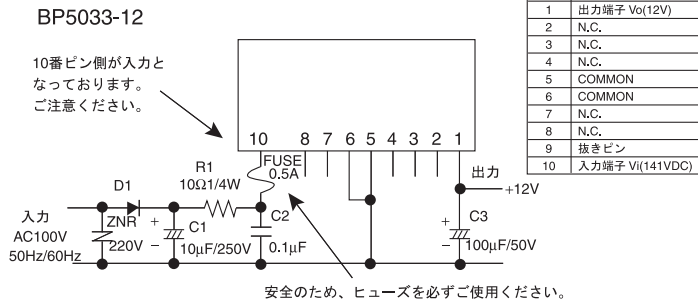 BP5033-12
10番ピン側が入力と
なっております。
ご注意ください。
1 出力端子 Vo(12V)
2 N.C.
3 N.C.
4 N.C.
5 COMMON
6 COMMON
7 N.C.
8 N.C.
9 抜きピン
10 入力端子 Vi(141VDC)
10 8 7 6 5 4 3 2 1
FUSE
0.5A
R1
10Ω1/4W
D1
入力
AC100V
50Hz/60Hz
ZNR
220V
+
−
C1
10μF/250V
C2
0.1μF
出力
+12V
+
−
C3
100μF/50V
安全のため、ヒューズを必ずご使用ください。